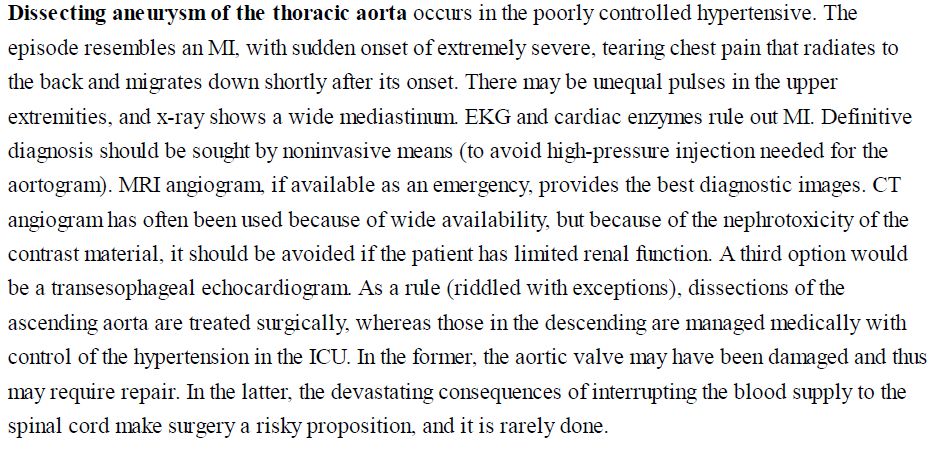 Dissecting aneurysm of the thoracic aorta occurs in the poorly controlled hypertensive. The
episode resembles an MI, with sudden onset of extremely severe, tearing chest pain that radiates to
the back and migrates down shortly after its onset. There may be unequal pulses in the upper
extremities, and x-ray shows a wide mediastinum. EKG and cardiac enzymes rule out MI. Definitive
diagnosis should be sought by noninvasive means (to avoid high-pressure injection needed for the
aortogram). MRI angiogram, if available as an emergency, provides the best diagnostic images. CT
angiogram has often been used because of wide availability, but because of the nephrotoxicity of the
contrast material, it should be avoided if the patient has limited renal function. A third option would
be a transesophageal echocardiogram. As a rule (riddled with exceptions), dissections of the
ascending aorta are treated surgically, whereas those in the descending are managed medically with
control of the hypertension in the ICU. In the former, the aortic valve may have been damaged and thus
may require repair. In the latter, the devastating consequences of interrupting the blood supply to the
spinal cord make surgery a risky proposition, and it is rarely done.